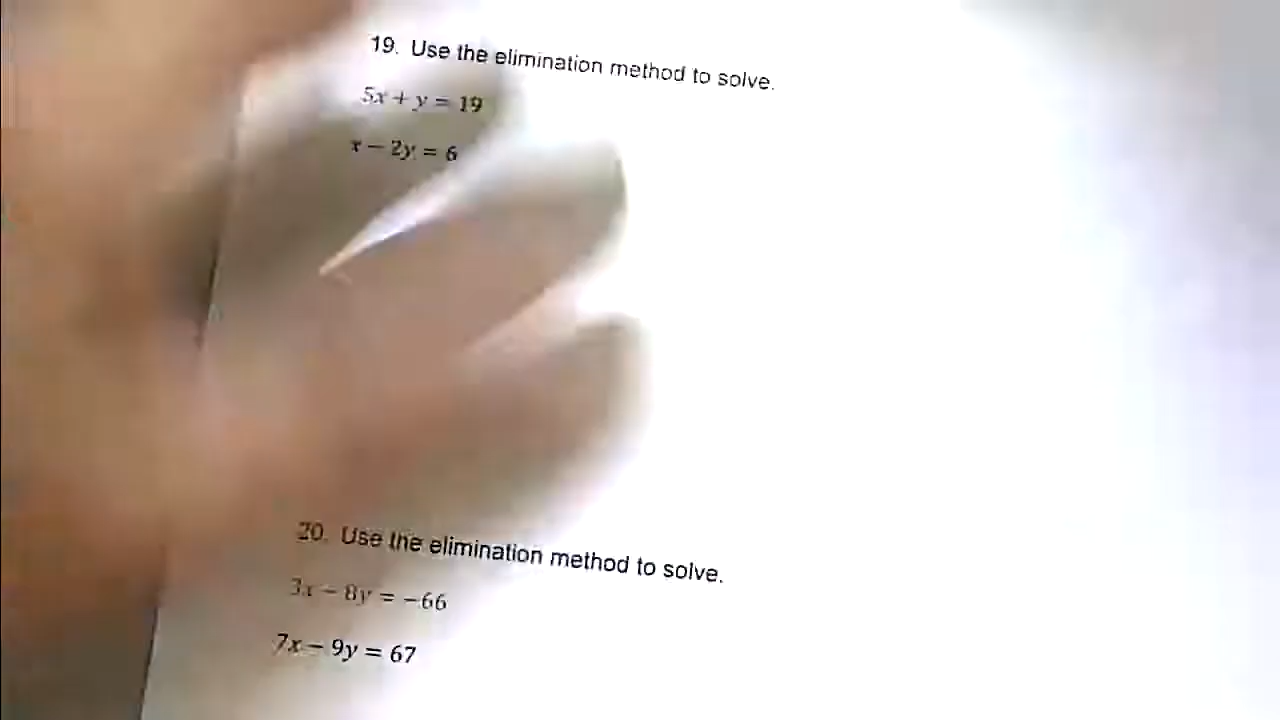 19. Use the elimination method to solve.
5x + y = 19
x − 2y = 6
20. Use the elimination method to solve.
3x − 8y = −66
7x − 9y = 67